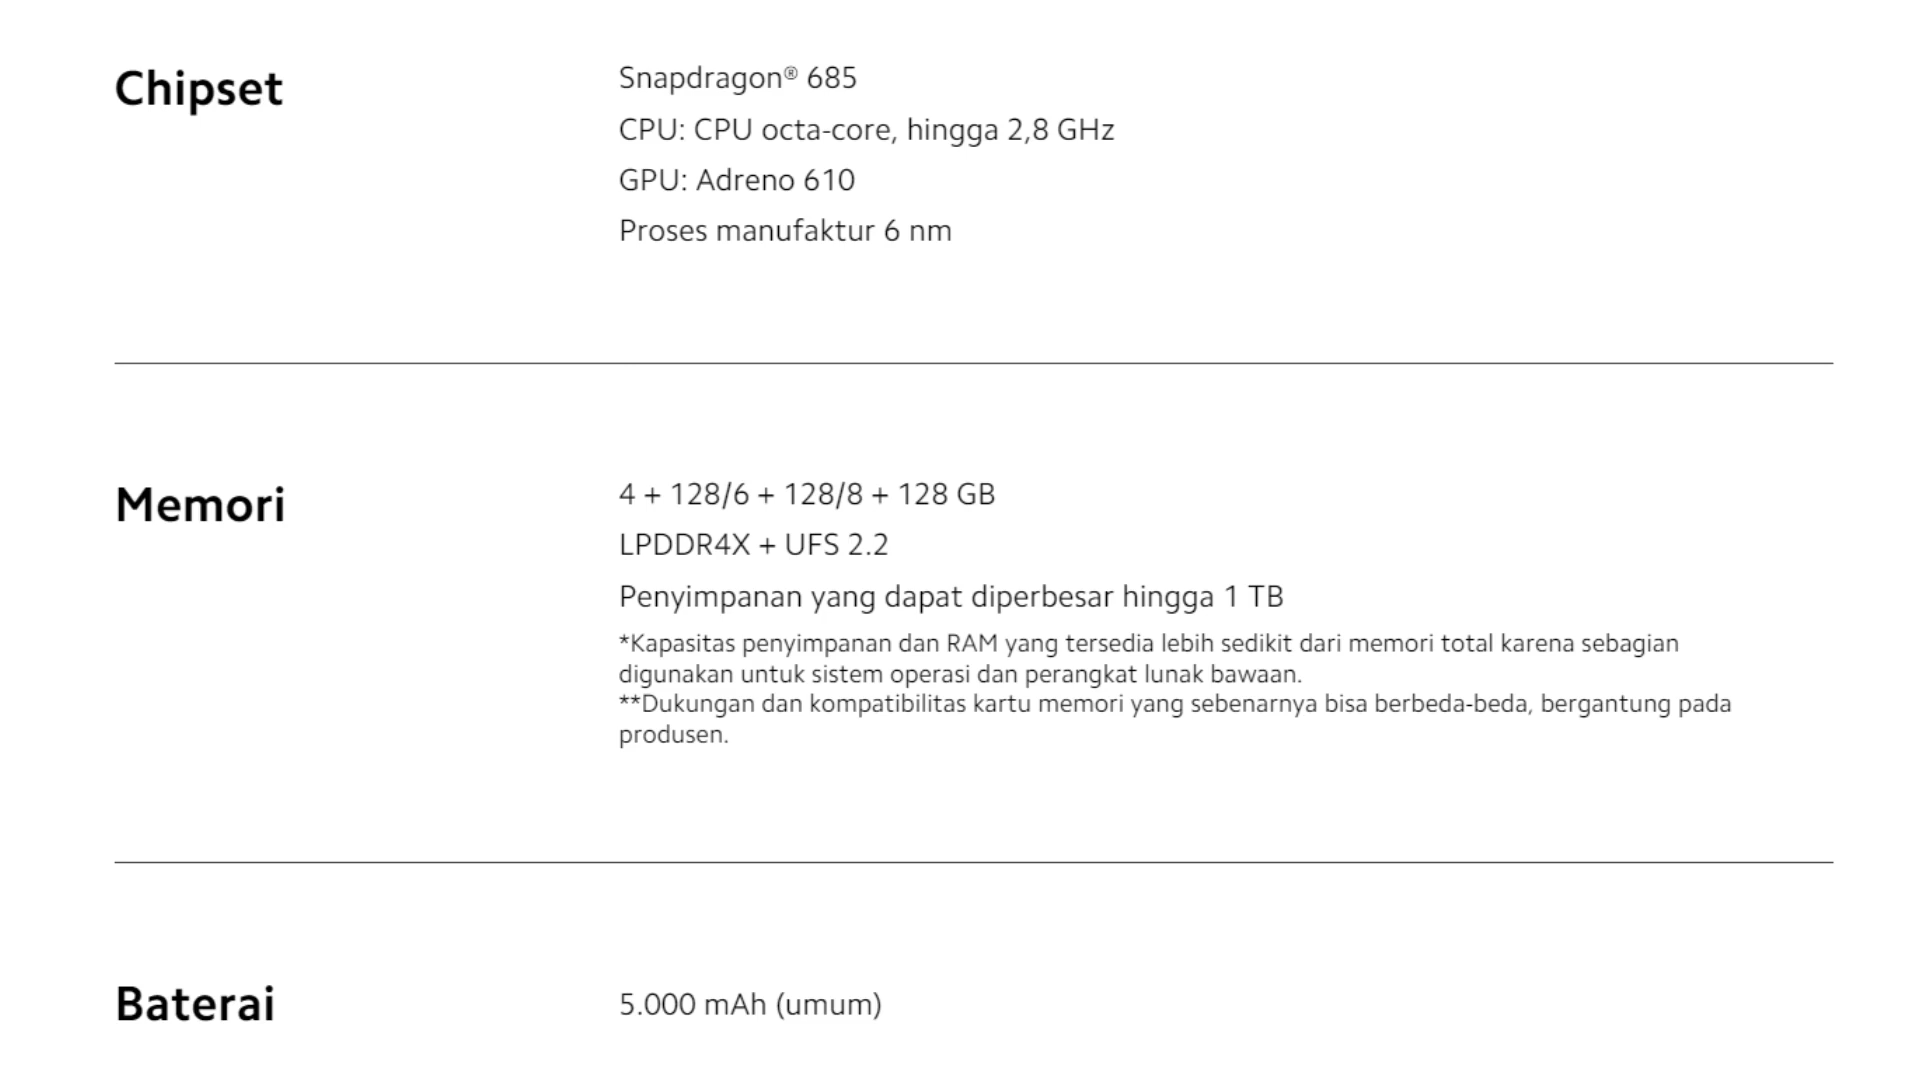 Chipset
Snapdragon® 685
CPU: CPU octa-core, hingga 2,8 GHz
GPU: Adreno 610
Proses manufaktur 6 nm
Memori
4 + 128/6 + 128/8 + 128 GB
LPDDR4X + UFS 2.2
Penyimpanan yang dapat diperbesar hingga 1 TB
*Kapasitas penyimpanan dan RAM yang tersedia lebih sedikit dari memori total karena sebagian
digunakan untuk sistem operasi dan perangkat lunak bawaan.
**Dukungan dan kompatibilitas kartu memori yang sebenarnya bisa berbeda-beda, bergantung pada
produsen.
Baterai
5.000 mAh (umum)